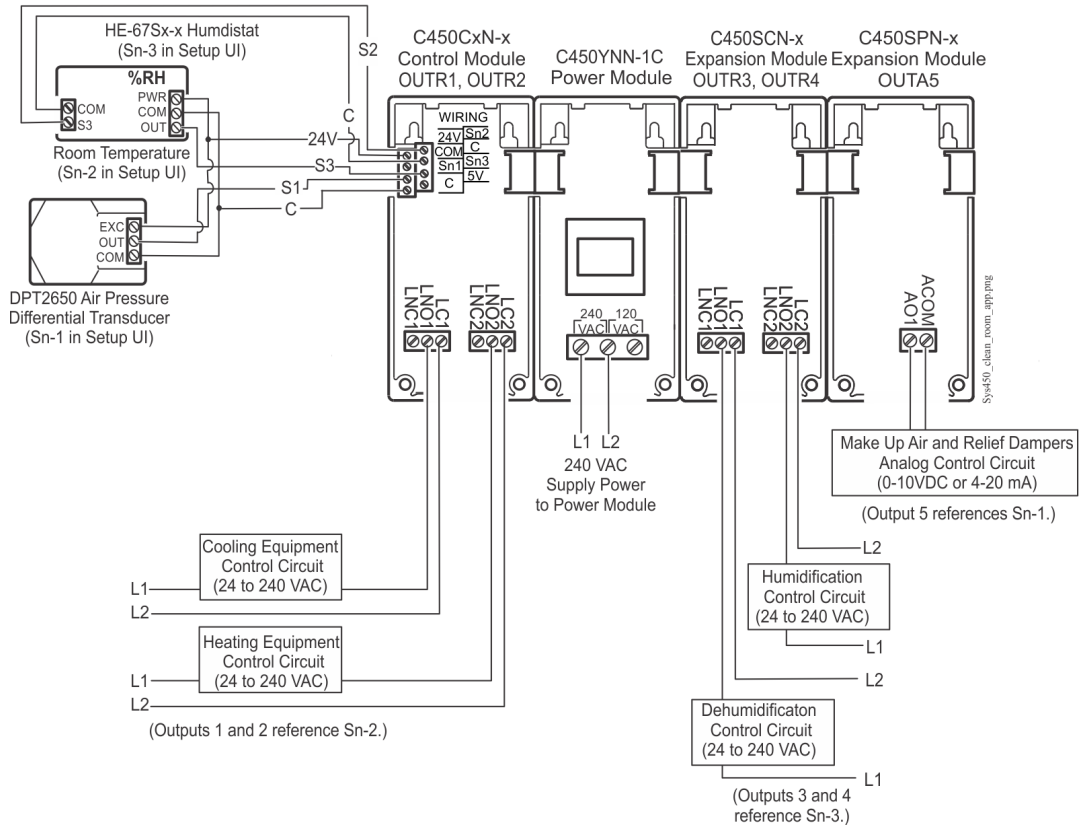 HE-67Sx-x Humdistat
(Sn-3 in Setup UI)
%RH
PWR
COM
OUT
COM
S3
Room Temperature
(Sn-2 in Setup UI)
EXC
OUT
COM
DPT2650 Air Pressure
Differential Transducer
(Sn-1 in Setup UI)
S2
C
24V
S3
S1
C
C450CxN-x
Control Module
OUTR1, OUTR2
C450YNN-1C
Power Module
C450SCN-x
Expansion Module
OUTR3, OUTR4
C450SPN-x
Expansion Module
OUTA5
WIRING
24V
Sn2
COM
C
Sn1
Sn3
C
5V
LNC1
LNO1
LC1
LNC2
LNO2
LC2
240
VAC
120
VAC
LNC1
LNO1
LC1
LNC2
LNO2
LC2
AO1
ACOM
Sys450_clean_room_app.png
L1 L2
240 VAC
Supply Power
to Power Module
Make Up Air and Relief Dampers
Analog Control Circuit
(0-10VDC or 4-20 mA)
(Output 5 references Sn-1.)
Cooling Equipment
Control Circuit
(24 to 240 VAC)
L1
L2
Heating Equipment
Control Circuit
(24 to 240 VAC)
L1
L2
(Outputs 1 and 2 reference Sn-2.)
L2
Humidification
Control Circuit
(24 to 240 VAC)
L1
L2
Dehumidificaton
Control Circuit
(24 to 240 VAC)
L1
(Outputs 3 and 4
reference Sn-3.)